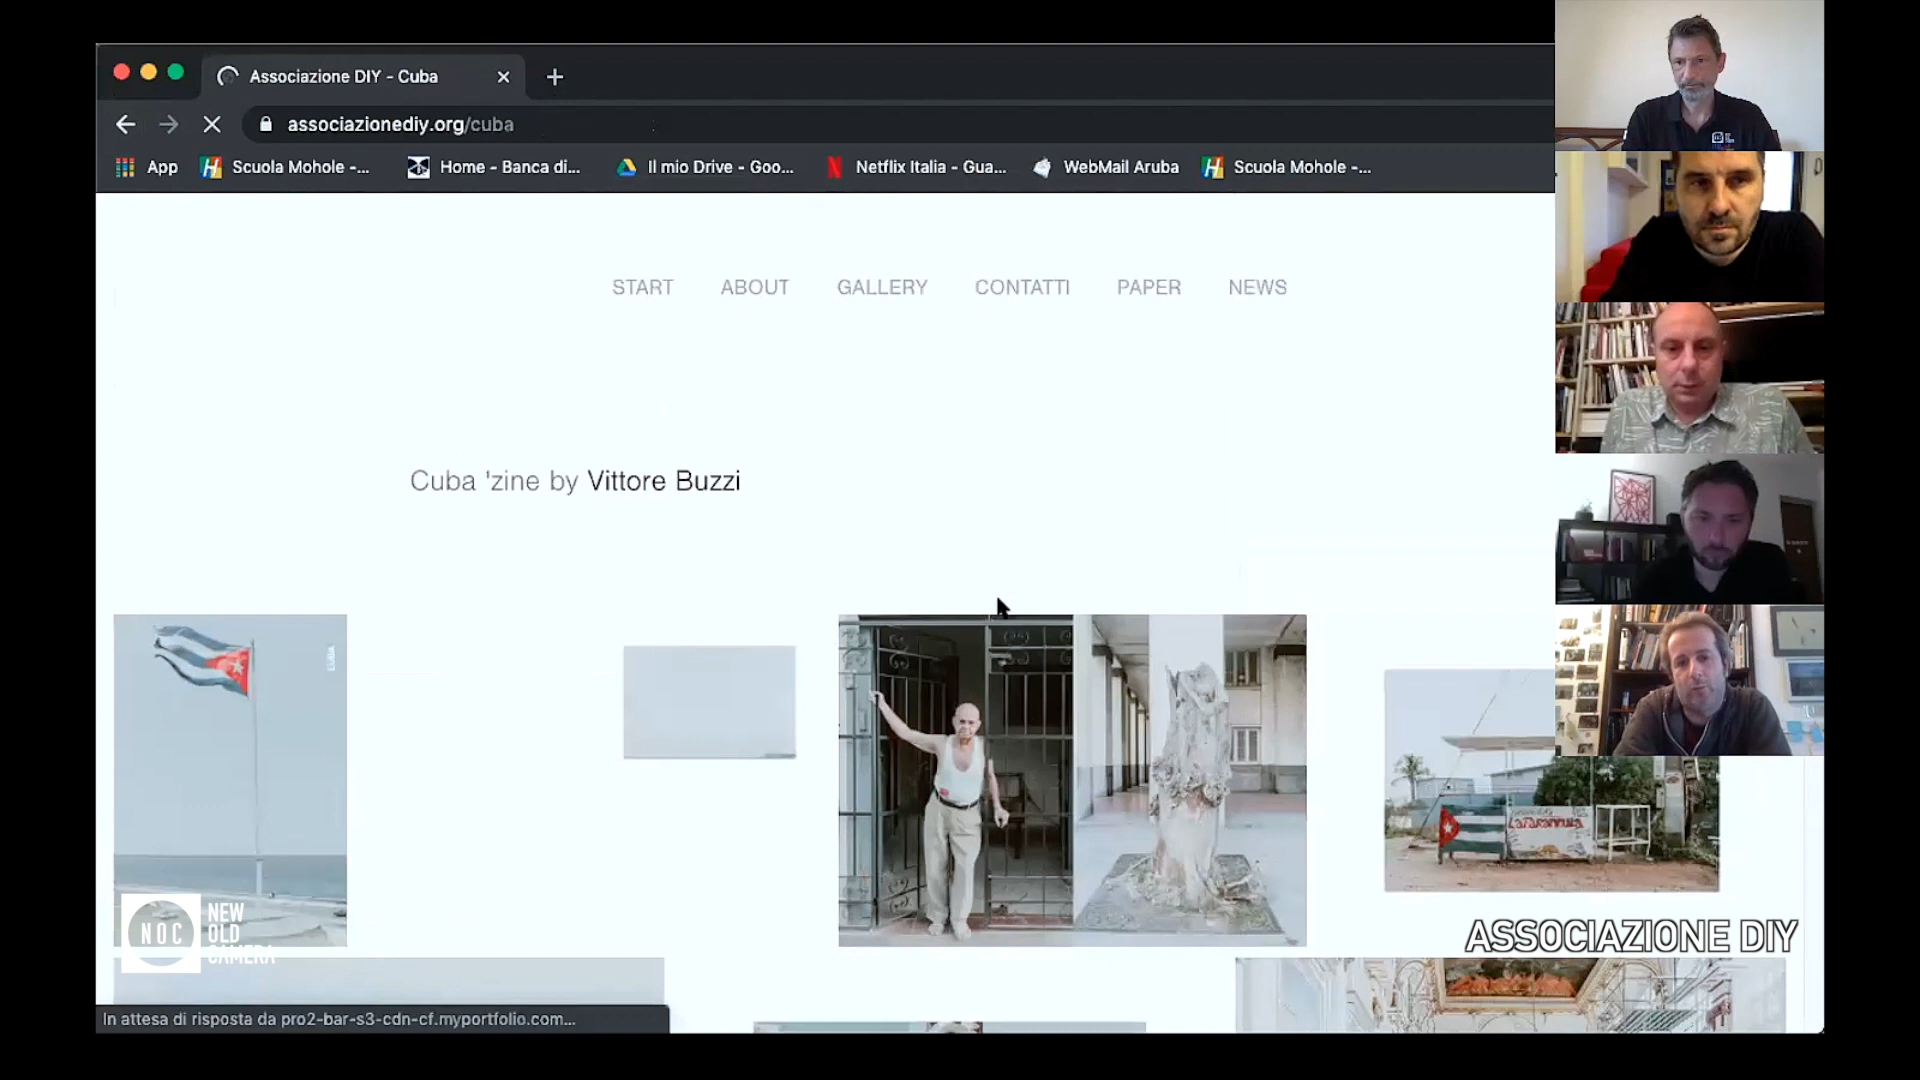 Associazione DIY - Cuba
associazionediy.org/cuba
App
Scuola Mohole -...
Home - Banca di...
Il mio Drive - Goo...
Netflix Italia - Gua...
WebMail Aruba
Scuola Mohole -...
START ABOUT GALLERY CONTATTI PAPER NEWS
Cuba 'zine by Vittore Buzzi
CUBA
NOC
NEW
OLD
CAMERA
ASSOCIAZIONE DIY
In attesa di risposta da pro2-bar-s3-cdn-cf.myportfolio.com...